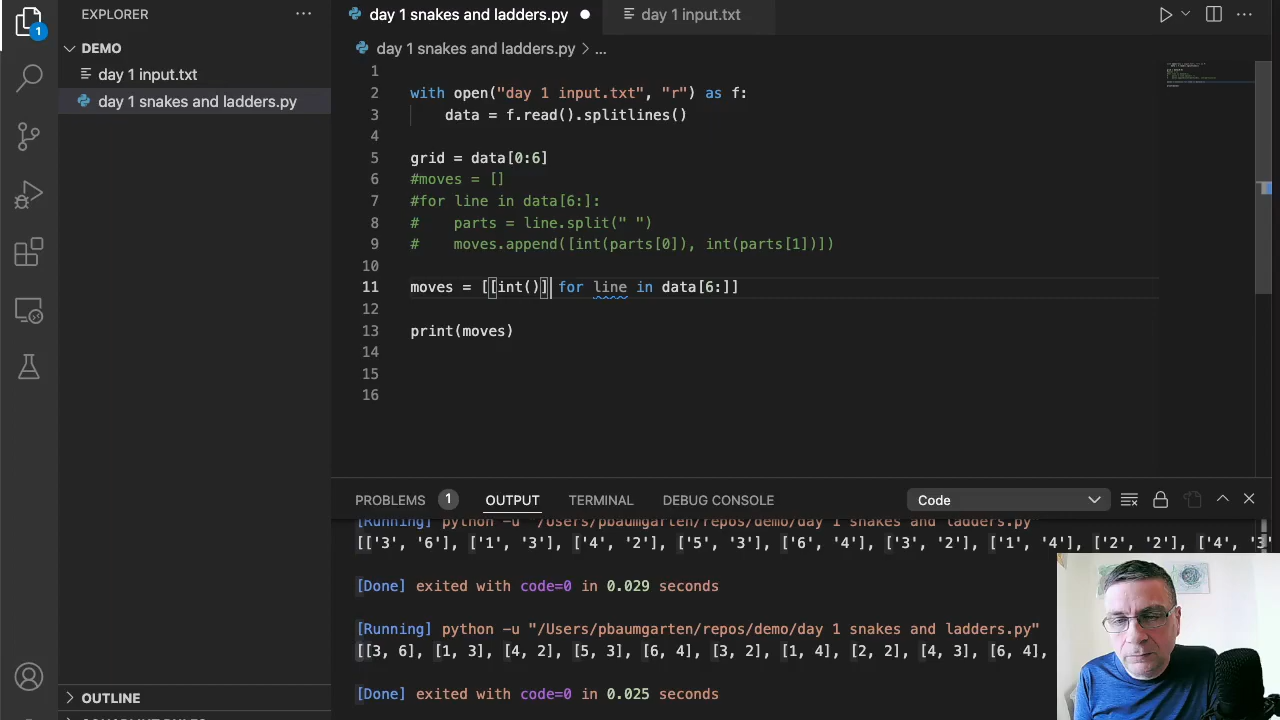 EXPLORER
DEMO
day 1 input.txt
day 1 snakes and ladders.py
OUTLINE
1
day 1 snakes and ladders.py
day 1 input.txt
day 1 snakes and ladders.py > ...
1
2 with open("day 1 input.txt", "r") as f:
3 data = f.read().splitlines()
4
5 grid = data[0:6]
6 #moves = []
7 #for line in data[6:]:
8 #    parts = line.split(" ")
9 #    moves.append([int(parts[0]), int(parts[1])])
10
11 moves = [[int()] for line in data[6:]]
12
13 print(moves)
14
15
16
PROBLEMS 1 OUTPUT TERMINAL DEBUG CONSOLE Code
[Running] python -u "/Users/pbaumgarten/repos/demo/day 1 snakes and ladders.py"
[['3', '6'], ['1', '3'], ['4', '2'], ['5', '3'], ['6', '4'], ['3', '2'], ['1', '4'], ['2', '2'], ['4', '3
[Done] exited with code=0 in 0.029 seconds
[Running] python -u "/Users/pbaumgarten/repos/demo/day 1 snakes and ladders.py"
[[3, 6], [1, 3], [4, 2], [5, 3], [6, 4], [3, 2], [1, 4], [2, 2], [4, 3], [6, 4],
[Done] exited with code=0 in 0.025 seconds